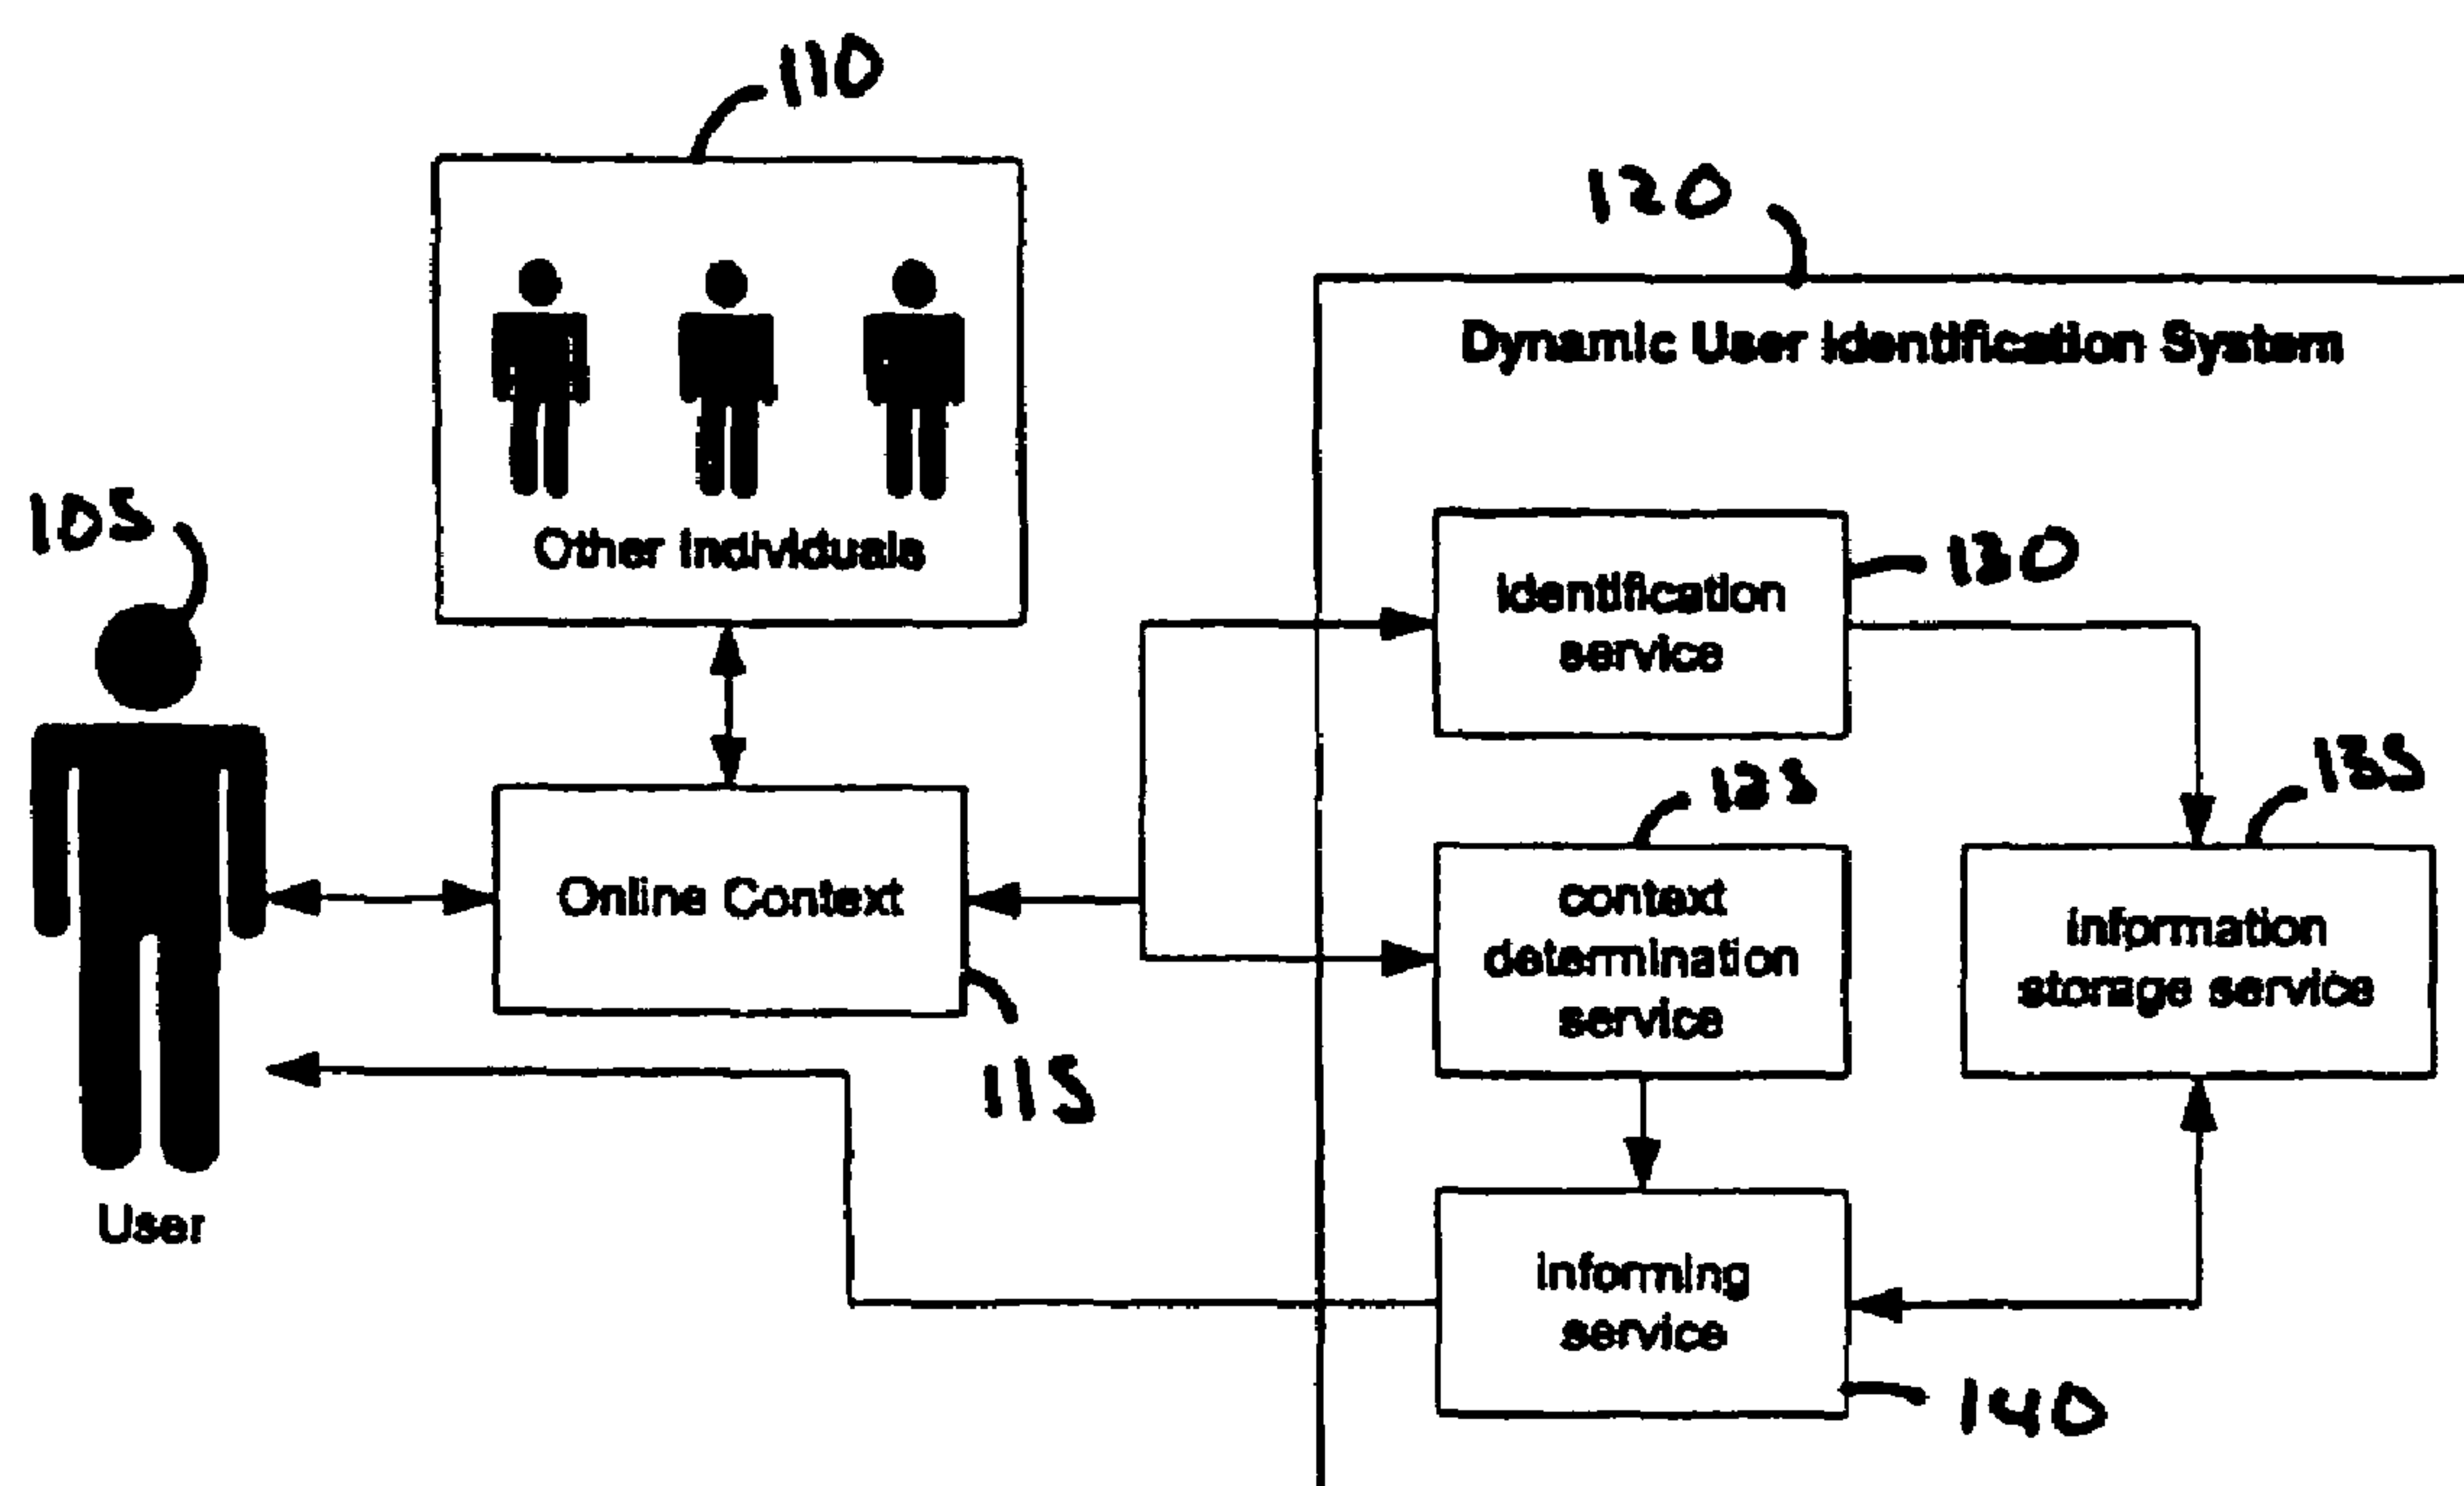 110
120
Dynamic User Identification System
105
Other Individuals
130
Identification
service
125
135
Online Context
context
determination
service
information
storage service
115
User
informing
service
140